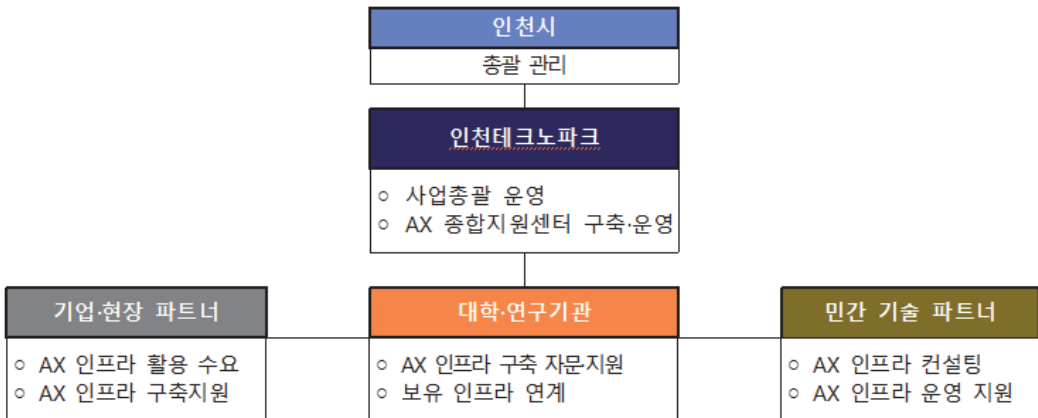 인천시
총괄 관리
인천테크노파크
○ 사업총괄 운영
○ AX 종합지원센터 구축·운영
기업·현장 파트너
○ AX 인프라 활용 수요
○ AX 인프라 구축지원
대학·연구기관
○ AX 인프라 구축 자문·지원
○ 보유 인프라 연계
민간 기술 파트너
○ AX 인프라 컨설팅
○ AX 인프라 운영 지원